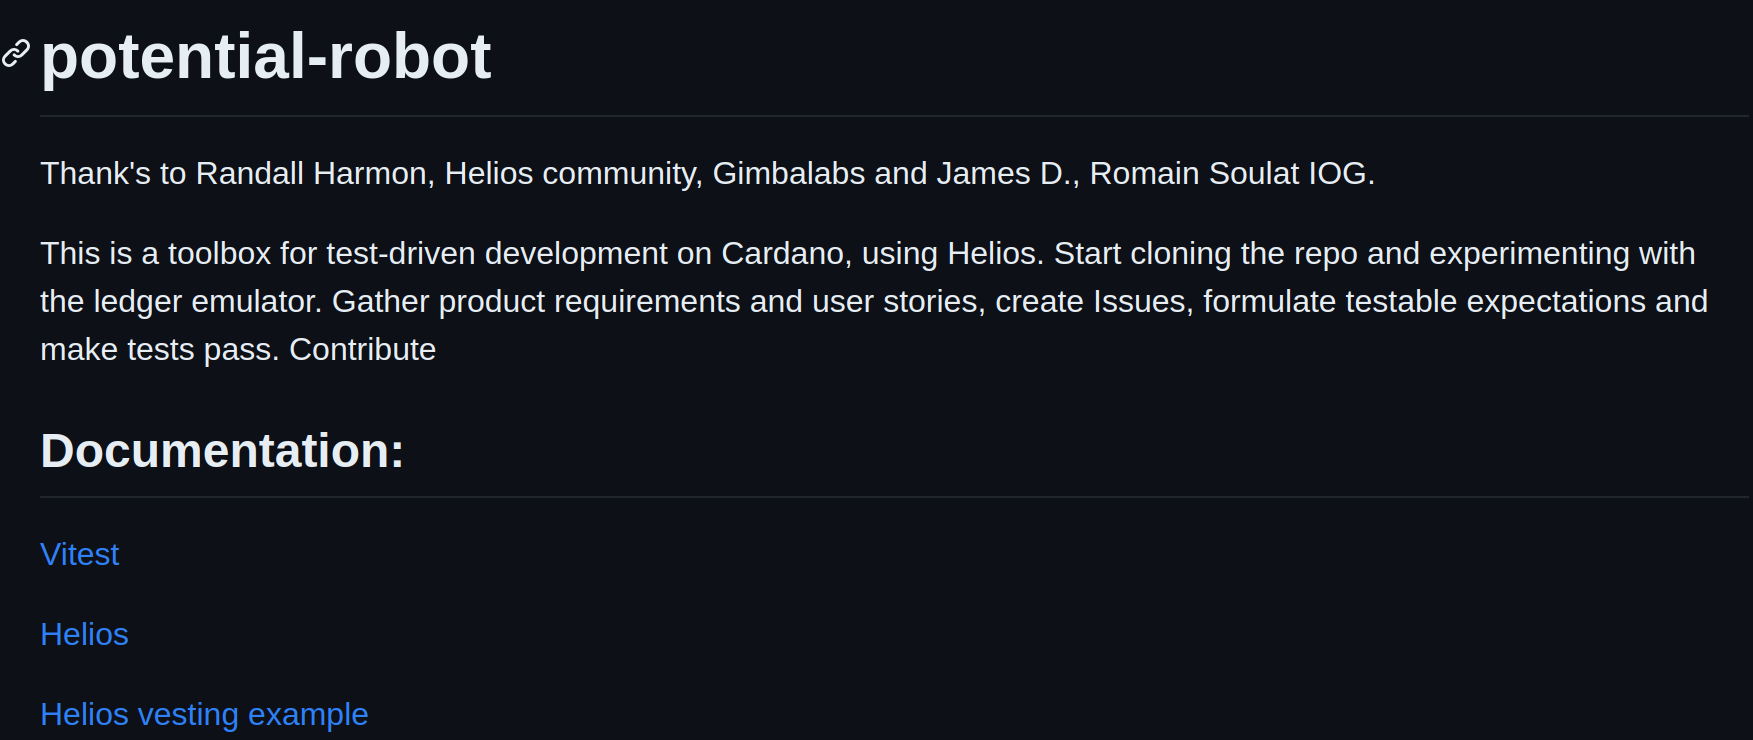 potential-robot
Thank's to Randall Harmon, Helios community, Gimbalabs and James D., Romain Soulat IOG.
This is a toolbox for test-driven development on Cardano, using Helios. Start cloning the repo and experimenting with
the ledger emulator. Gather product requirements and user stories, create Issues, formulate testable expectations and
make tests pass. Contribute
Documentation:
Vitest
Helios
Helios vesting example